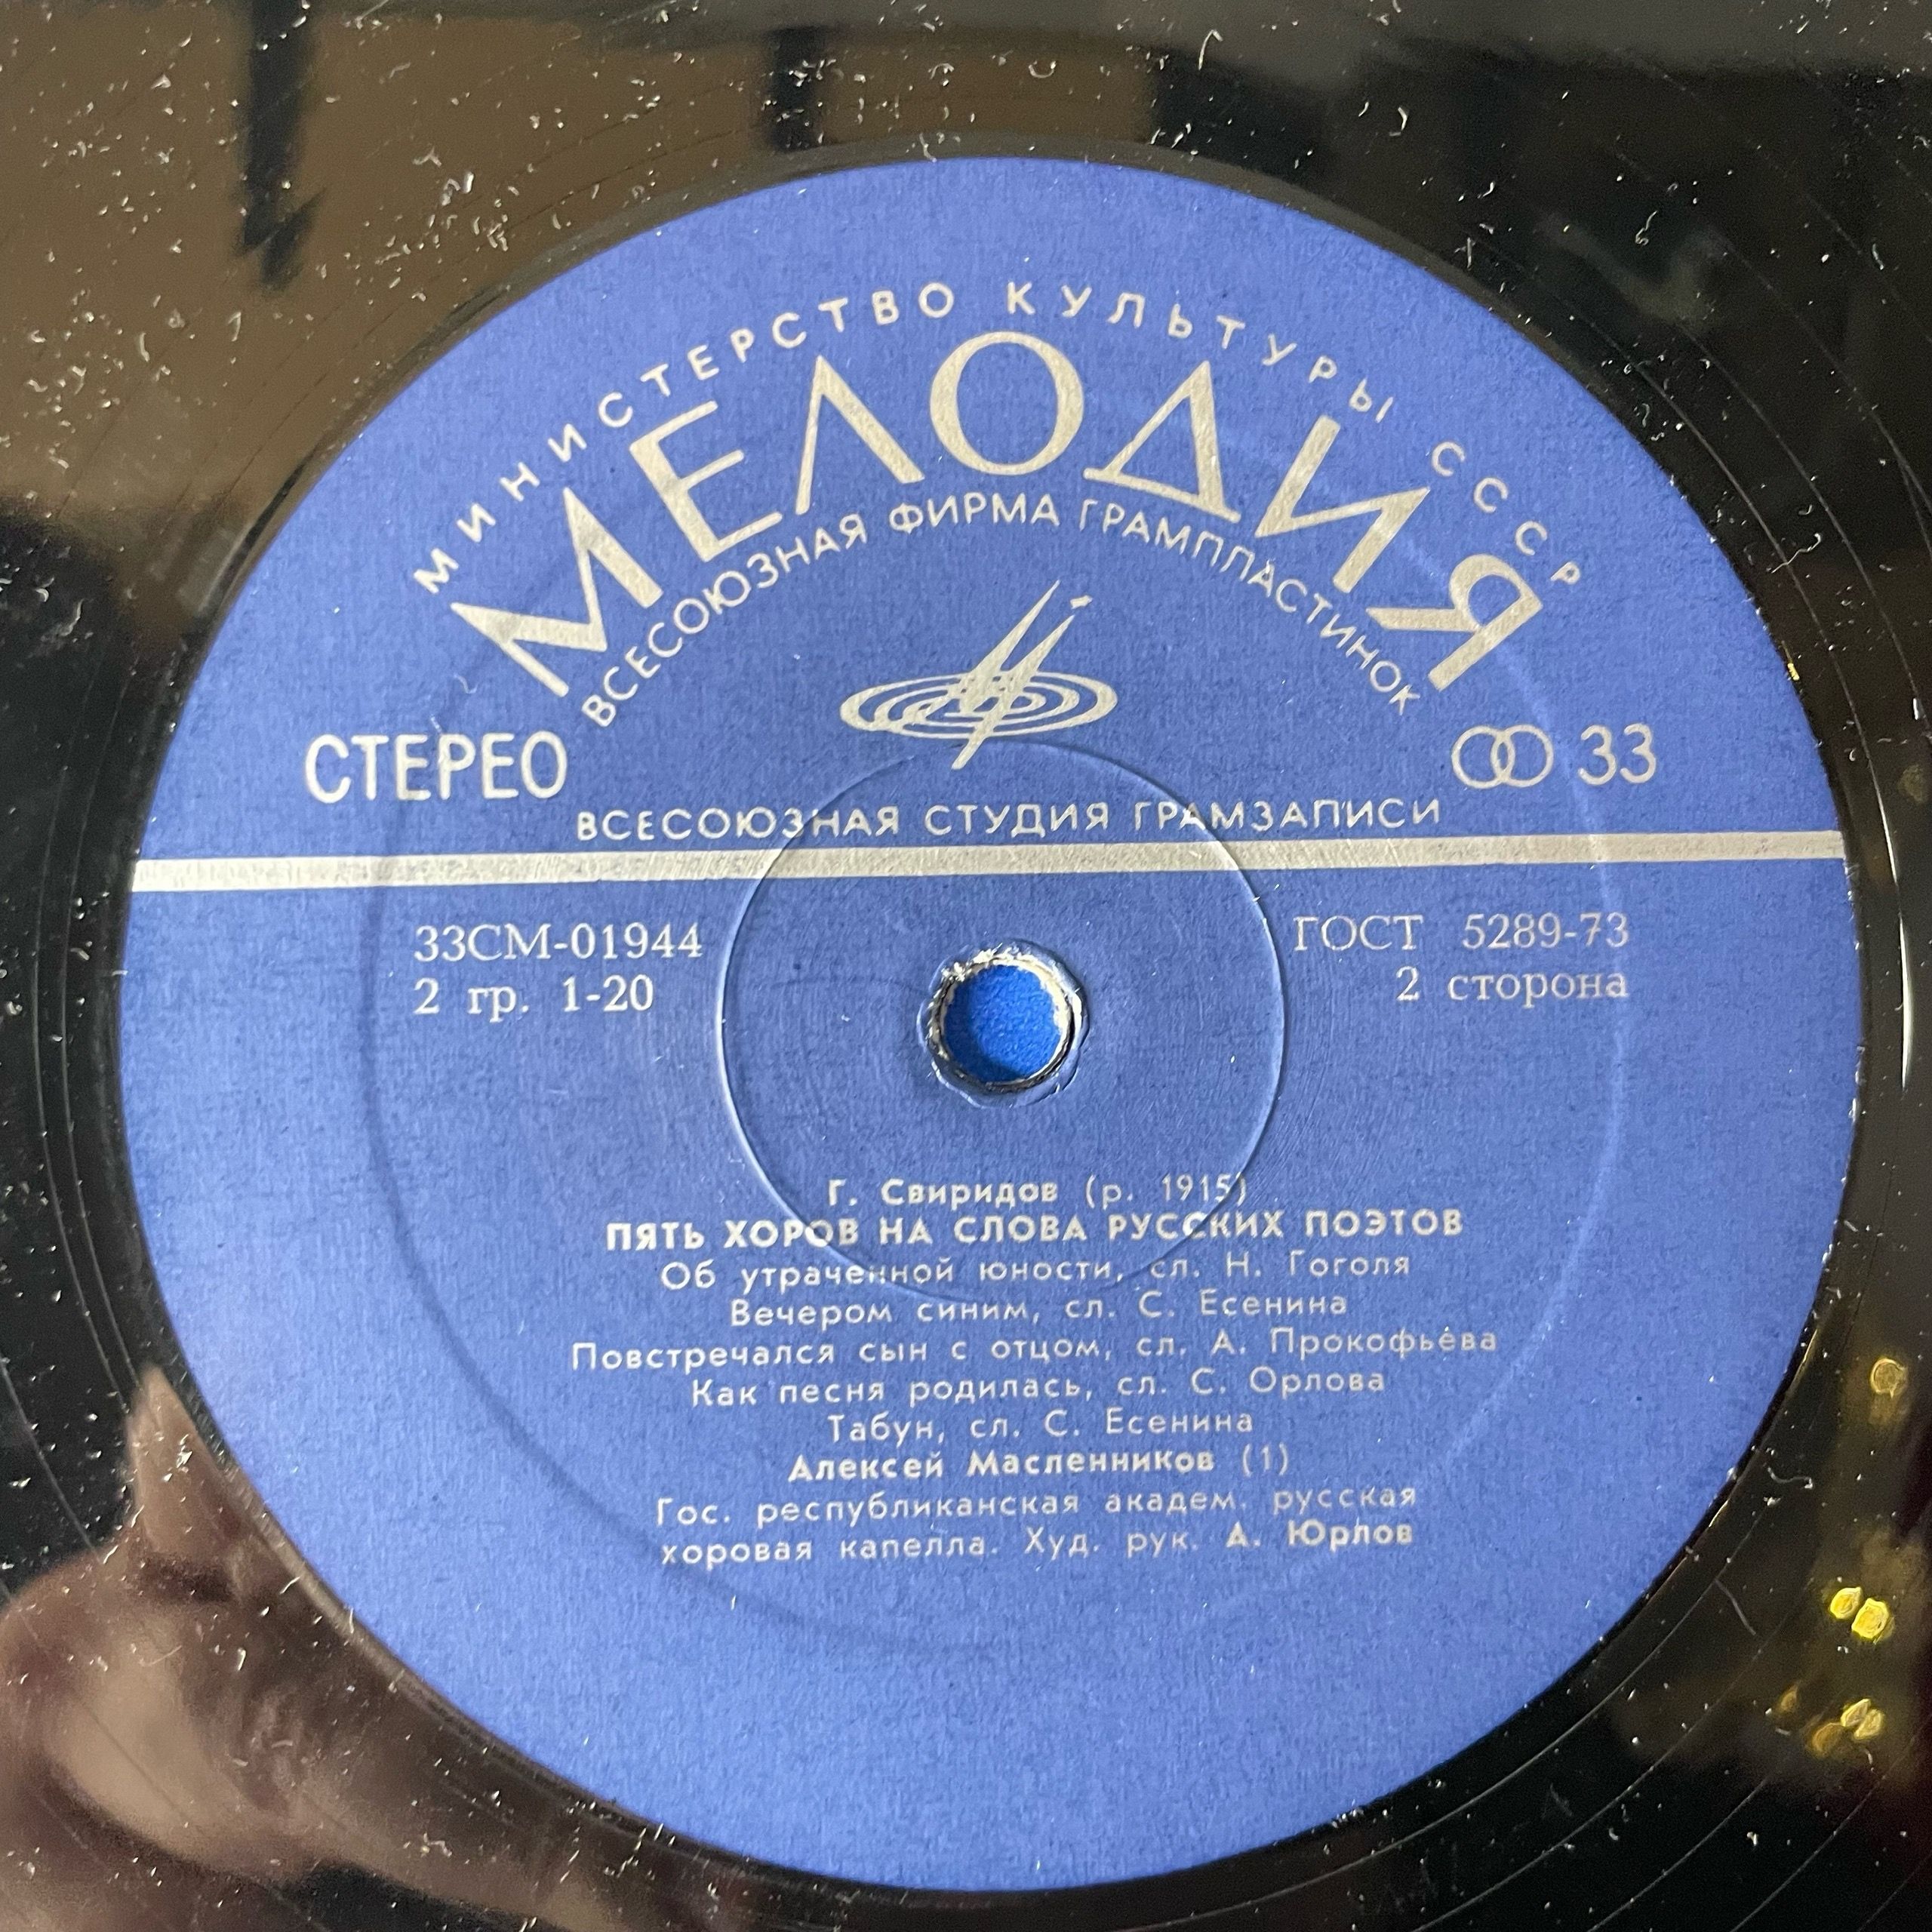 МИНИСТЕРСТВО КУЛЬТУРЫ СССР
МЕЛОДИЯ
ВСЕСОЮЗНАЯ ФИРМА ГРАМПЛАСТИНОК
СТЕРЕО 33
ВСЕСОЮЗНАЯ СТУДИЯ ГРАМЗАПИСИ
33СМ-01944 ГОСТ 5289-73
2 гр. 1-20 2 сторона
Г. Свиридов (р. 1915)
ПЯТЬ ХОРОВ НА СЛОВА РУССКИХ ПОЭТОВ
Об утраченной юности, сл. Н. Гоголя
Вечером синим, сл. С. Есенина
Повстречался сын с отцом, сл. А. Прокофьева
Как песня родилась, сл. С. Орлова
Табун, сл. С. Есенина
Алексей Масленников (1)
Гос. республиканская академ. русская
хоровая капелла. Худ. рук. А. Юрлов